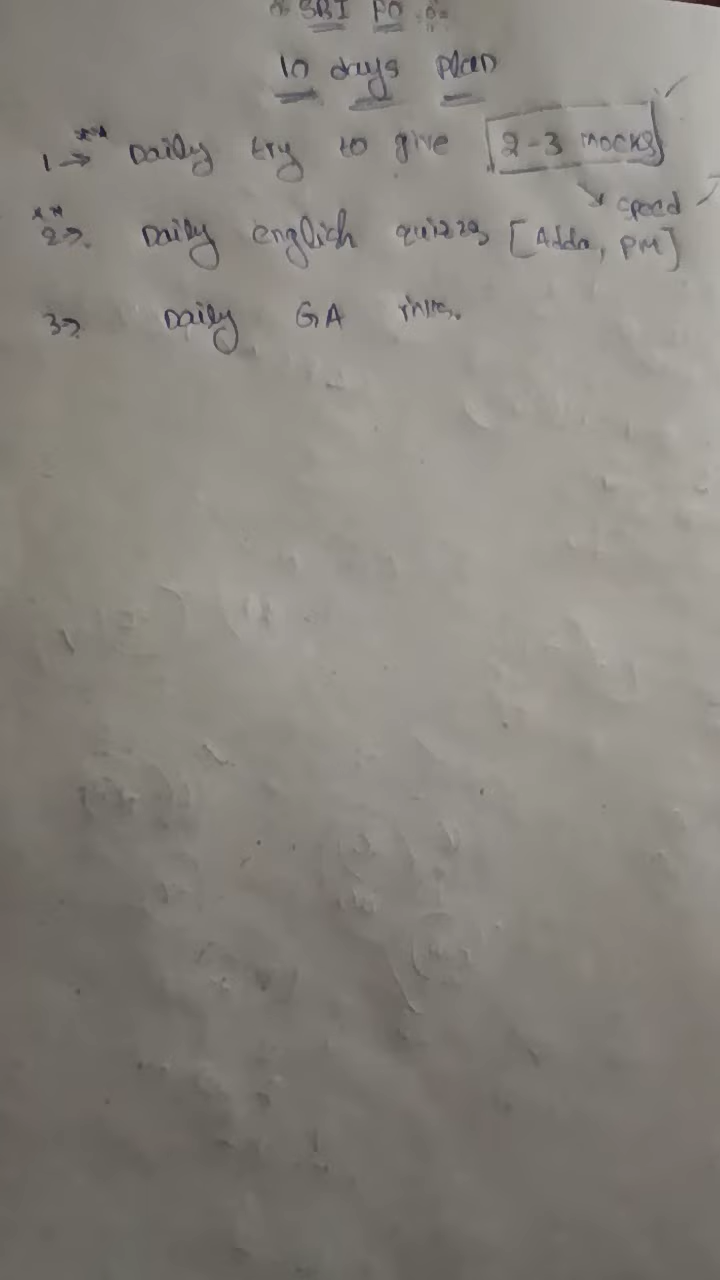 SBI PO :-
10 days plan
1 → ** Daily try to give [2-3 mocks]
→ speed
** 2 →. Daily english quizzes [Adda, PM]
3 →. Daily GA